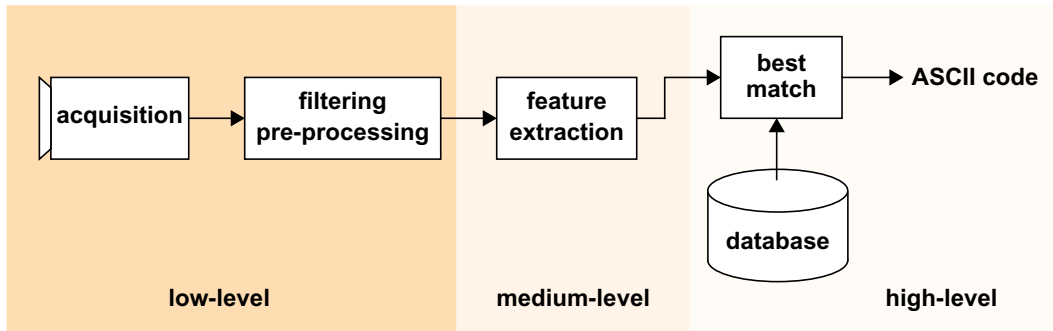 acquisition
filtering
pre-processing
feature
extraction
best
match
ASCII code
database
low-level
medium-level
high-level